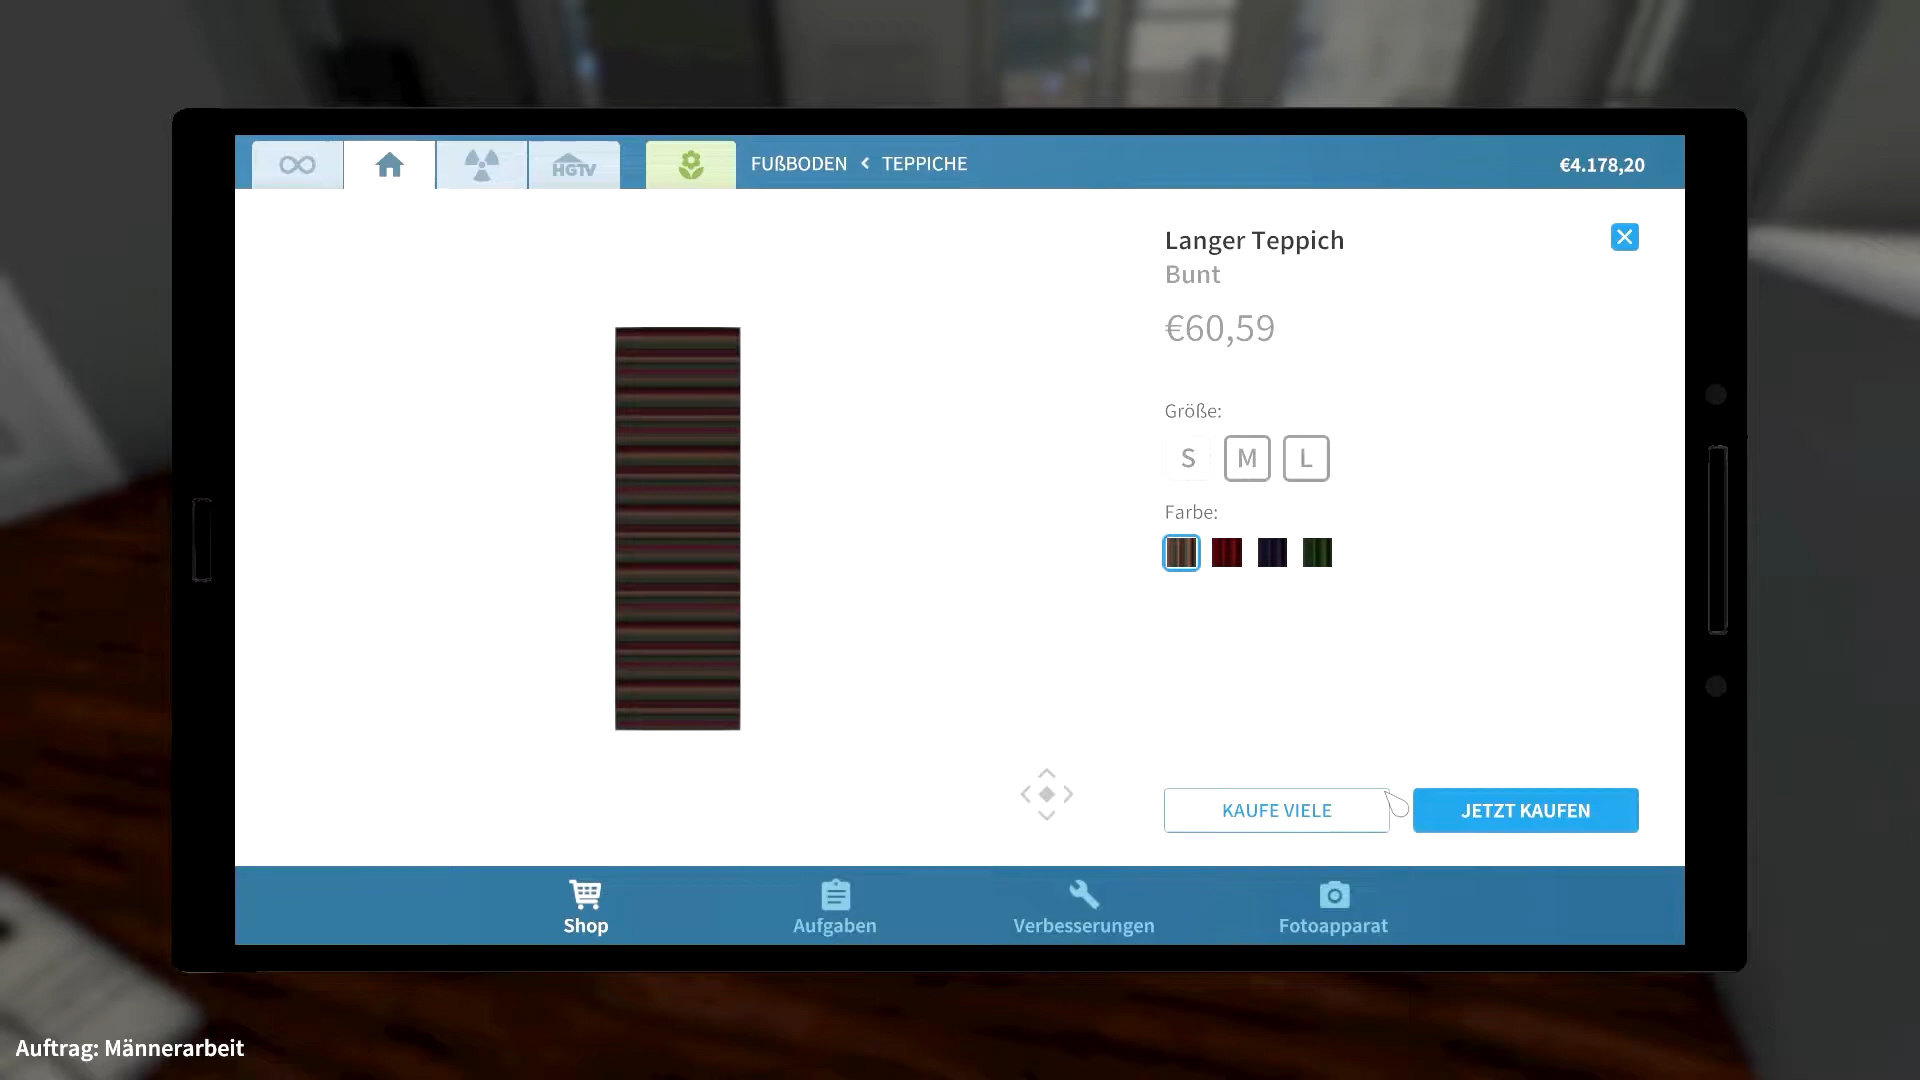 HGTV
FUßBODEN < TEPPICHE
€4.178,20
Langer Teppich
Bunt
€60,59
Größe:
S M L
Farbe:
KAUFE VIELE
JETZT KAUFEN
Shop
Aufgaben
Verbesserungen
Fotoapparat
Auftrag: Männerarbeit